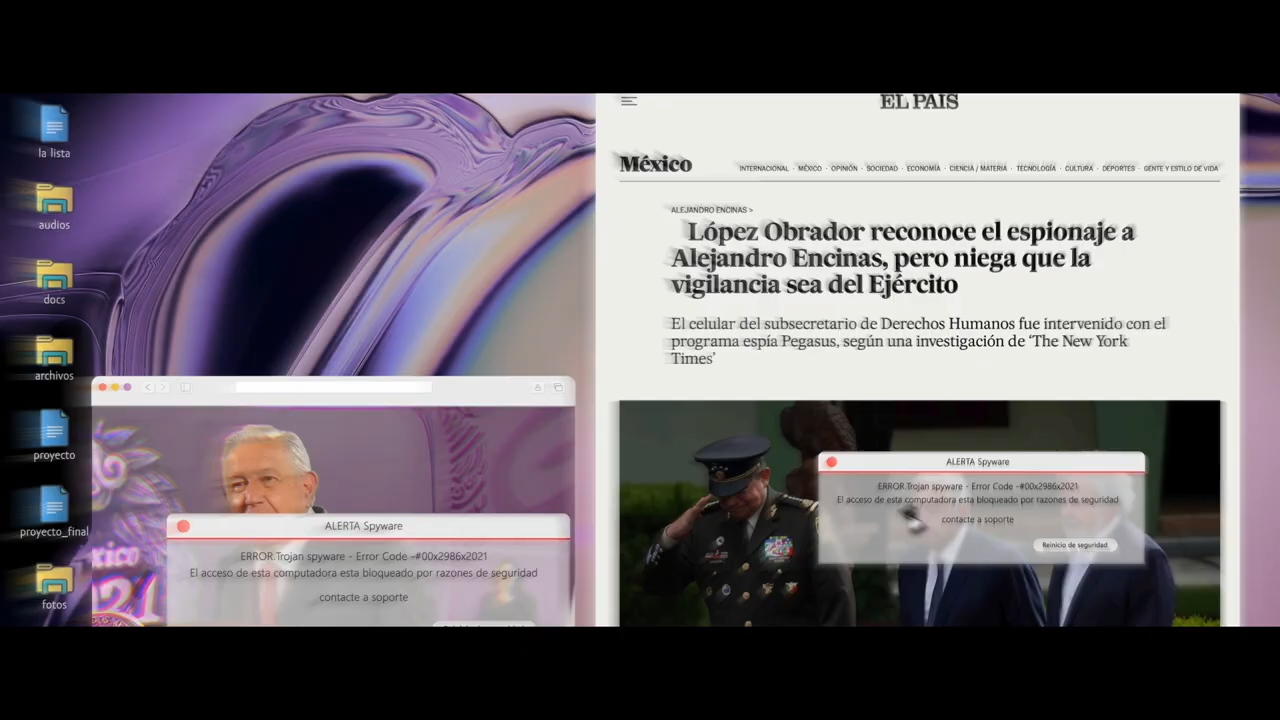 la lista
audios
docs
archivos
proyecto
proyecto_final
fotos
ALERTA Spyware
ERROR.Trojan spyware - Error Code -#00x2986x2021
El acceso de esta computadora esta bloqueado por razones de seguridad
contacte a soporte
EL PAIS
México
INTERNACIONAL · MÉXICO · OPINIÓN · SOCIEDAD · ECONOMÍA · CIENCIA / MATERIA · TECNOLOGÍA · CULTURA · DEPORTES · GENTE Y ESTILO DE VIDA
ALEJANDRO ENCINAS >
López Obrador reconoce el espionaje a
Alejandro Encinas, pero niega que la
vigilancia sea del Ejército
El celular del subsecretario de Derechos Humanos fue intervenido con el
programa espía Pegasus, según una investigación de ‘The New York
Times’
ALERTA Spyware
ERROR.Trojan spyware - Error Code -#00x2986x2021
El acceso de esta computadora esta bloqueado por razones de seguridad
contacte a soporte
Reinicio de seguridad